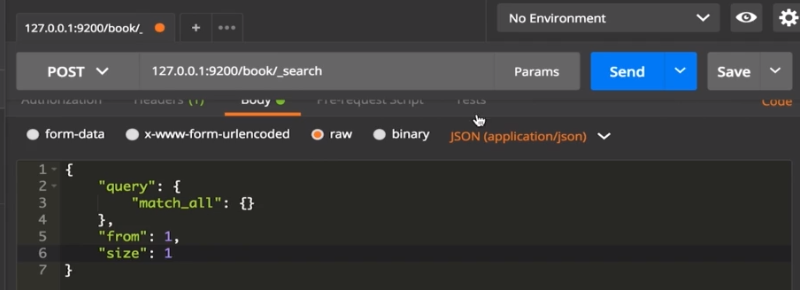 No Environment
127.0.0.1:9200/book/_
+
•••
POST
127.0.0.1:9200/book/_search
Params
Send
Save
Authorization
Headers (1)
Body
Pre-request Script
Tests
Code
form-data
x-www-form-urlencoded
raw
binary
JSON (application/json)
1 {
2 "query": {
3 "match_all": {}
4 },
5 "from": 1,
6 "size": 1
7 }